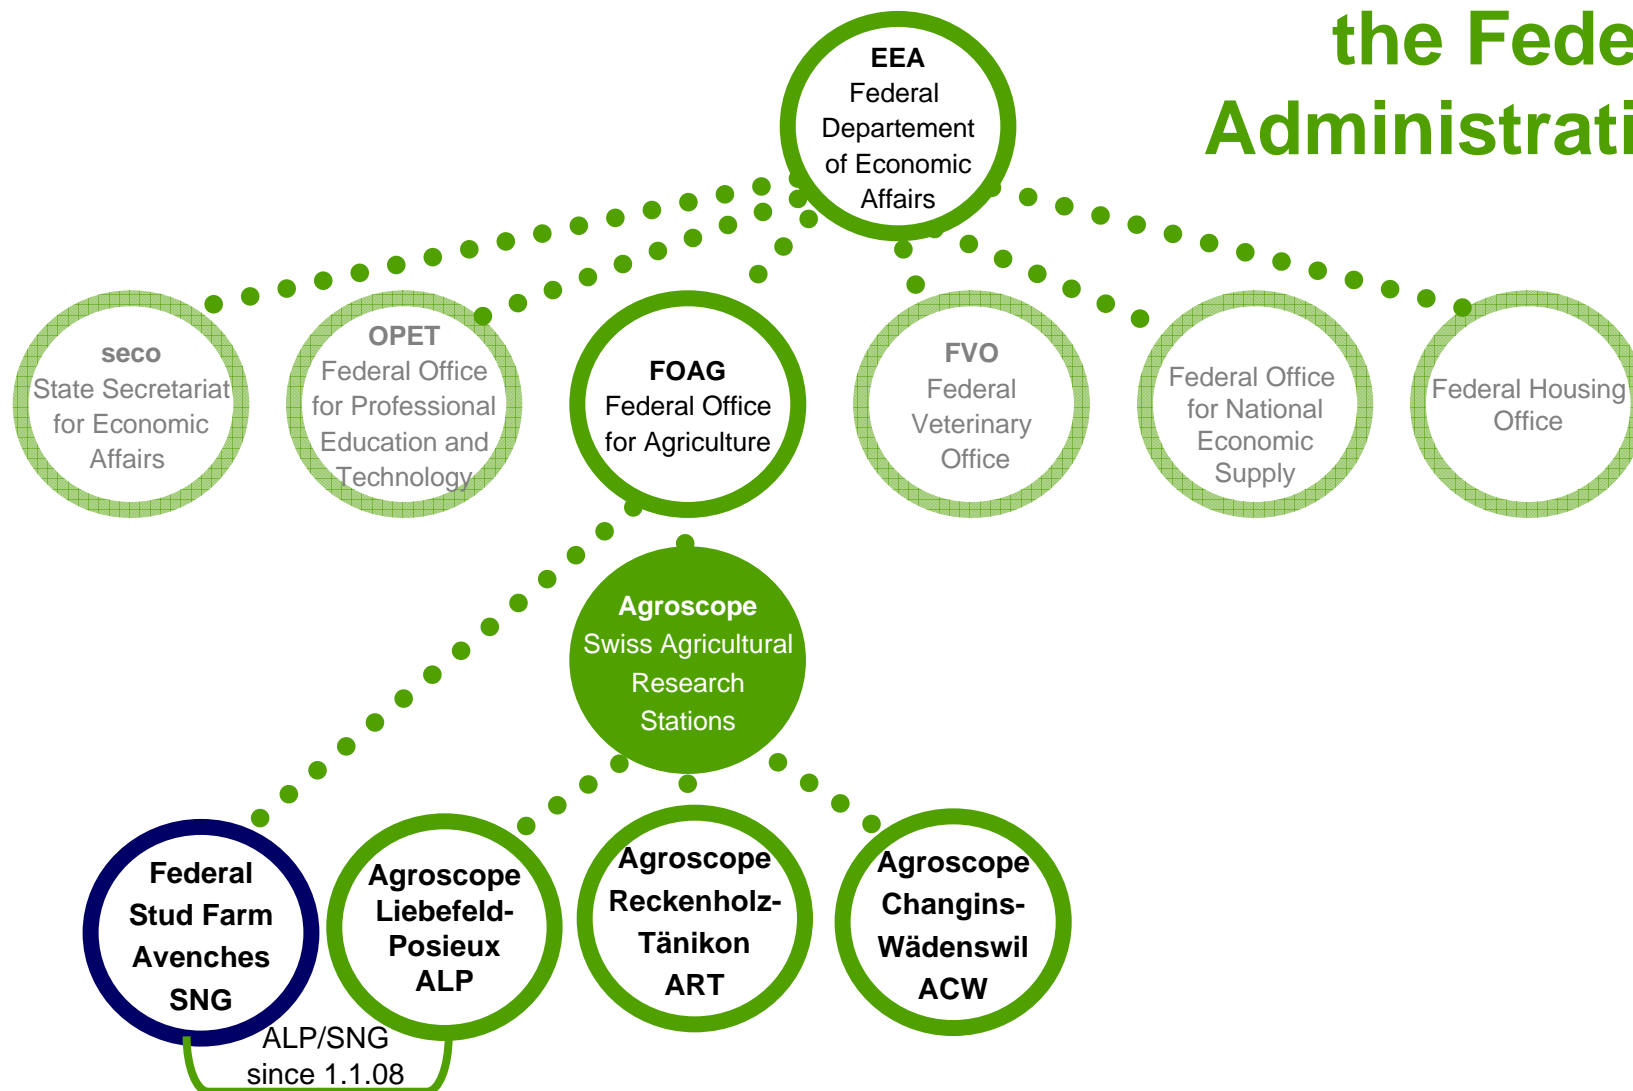 the Fede
Administrati
EEA
Federal
Departement
of Economic
Affairs
seco
State Secretariat
for Economic
Affairs
OPET
Federal Office
for Professional
Education and
Technology
FOAG
Federal Office
for Agriculture
FVO
Federal
Veterinary
Office
Federal Office
for National
Economic
Supply
Federal Housing
Office
Agroscope
Swiss Agricultural
Research
Stations
Federal
Stud Farm
Avenches
SNG
Agroscope
Liebefeld-
Posieux
ALP
Agroscope
Reckenholz-
Tänikon
ART
Agroscope
Changins-
Wädenswil
ACW
ALP/SNG
since 1.1.08